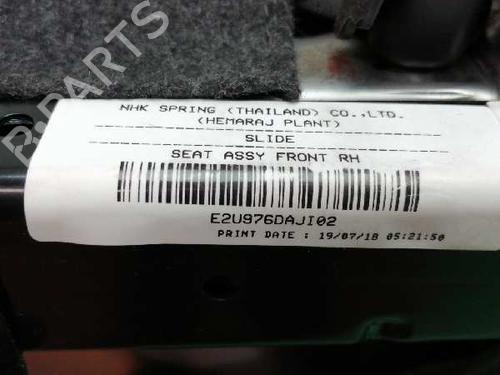 NHK SPRING (THAILAND) CO.,LTD.
(HEMARAJ PLANT)
SLIDE
SEAT ASSY FRONT RH
E2U976DAJI02
PRINT DATE : 19/07/18 05:21:50
-PARTS